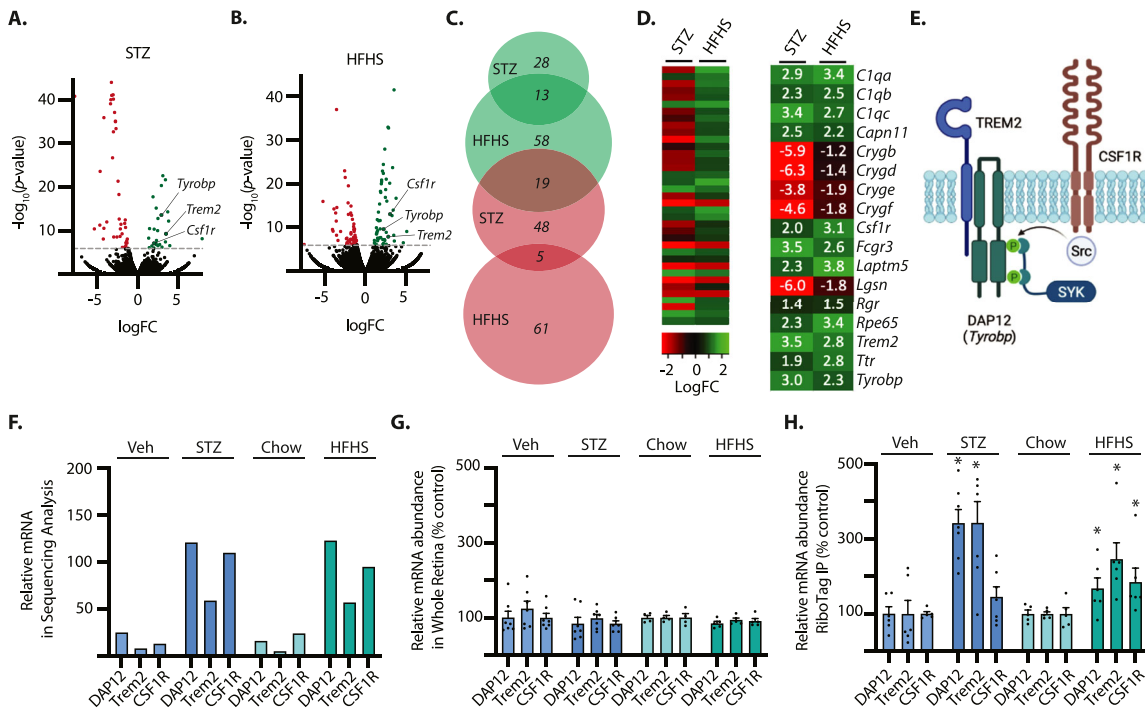 A.
STZ
-log10(p-value)
40
30
20
10
-5
0
5
logFC
Tyrobp
Trem2
Csf1r
B.
HFHS
-log10(p-value)
40
30
20
10
-5
0
5
logFC
Csf1r
Tyrobp
Trem2
C.
STZ
28
13
HFHS
58
19
STZ
48
5
HFHS
61
D.
STZ
HFHS
-2
0
2
LogFC
STZ
HFHS
2.9 3.4 C1qa
2.3 2.5 C1qb
3.4 2.7 C1qc
2.5 2.2 Capn11
-5.9 -1.2 Crygb
-6.3 -1.4 Crygd
-3.8 -1.9 Cryge
-4.6 -1.8 Crygf
2.0 3.1 Csf1r
3.5 2.6 Fcgr3
2.3 3.8 Laptm5
-6.0 -1.8 Lgsn
1.4 1.5 Rgr
2.3 3.4 Rpe65
3.5 2.8 Trem2
1.9 2.8 Ttr
3.0 2.3 Tyrobp
E.
TREM2
CSF1R
P
P
Src
SYK
DAP12
(Tyrobp)
F.
Veh
STZ
Chow
HFHS
Relative mRNA
in Sequencing Analysis
200
150
100
50
DAP12
Trem2
CSF1R
DAP12
Trem2
CSF1R
DAP12
Trem2
CSF1R
DAP12
Trem2
CSF1R
G.
Veh
STZ
Chow
HFHS
Relative mRNA abundance
in Whole Retina (% control)
500
300
100
DAP12
Trem2
CSF1R
DAP12
Trem2
CSF1R
DAP12
Trem2
CSF1R
DAP12
Trem2
CSF1R
H.
Veh
STZ
Chow
HFHS
Relative mRNA abundance
RiboTag IP (% control)
500
300
100
*
*
*
*
*
DAP12
Trem2
CSF1R
DAP12
Trem2
CSF1R
DAP12
Trem2
CSF1R
DAP12
Trem2
CSF1R